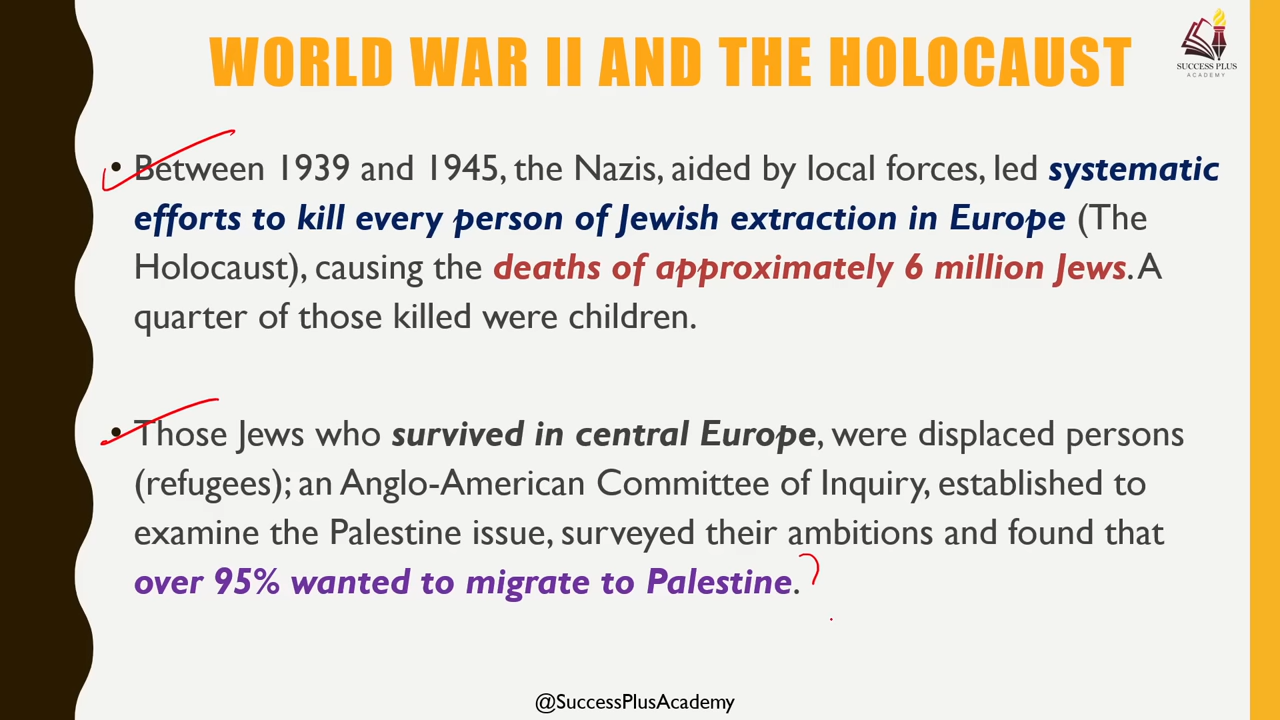 WORLD WAR II AND THE HOLOCAUST
SUCCESS PLUS
ACADEMY
• Between 1939 and 1945, the Nazis, aided by local forces, led systematic
efforts to kill every person of Jewish extraction in Europe (The
Holocaust), causing the deaths of approximately 6 million Jews. A
quarter of those killed were children.
• Those Jews who survived in central Europe, were displaced persons
(refugees); an Anglo-American Committee of Inquiry, established to
examine the Palestine issue, surveyed their ambitions and found that
over 95% wanted to migrate to Palestine. ?
@SuccessPlusAcademy